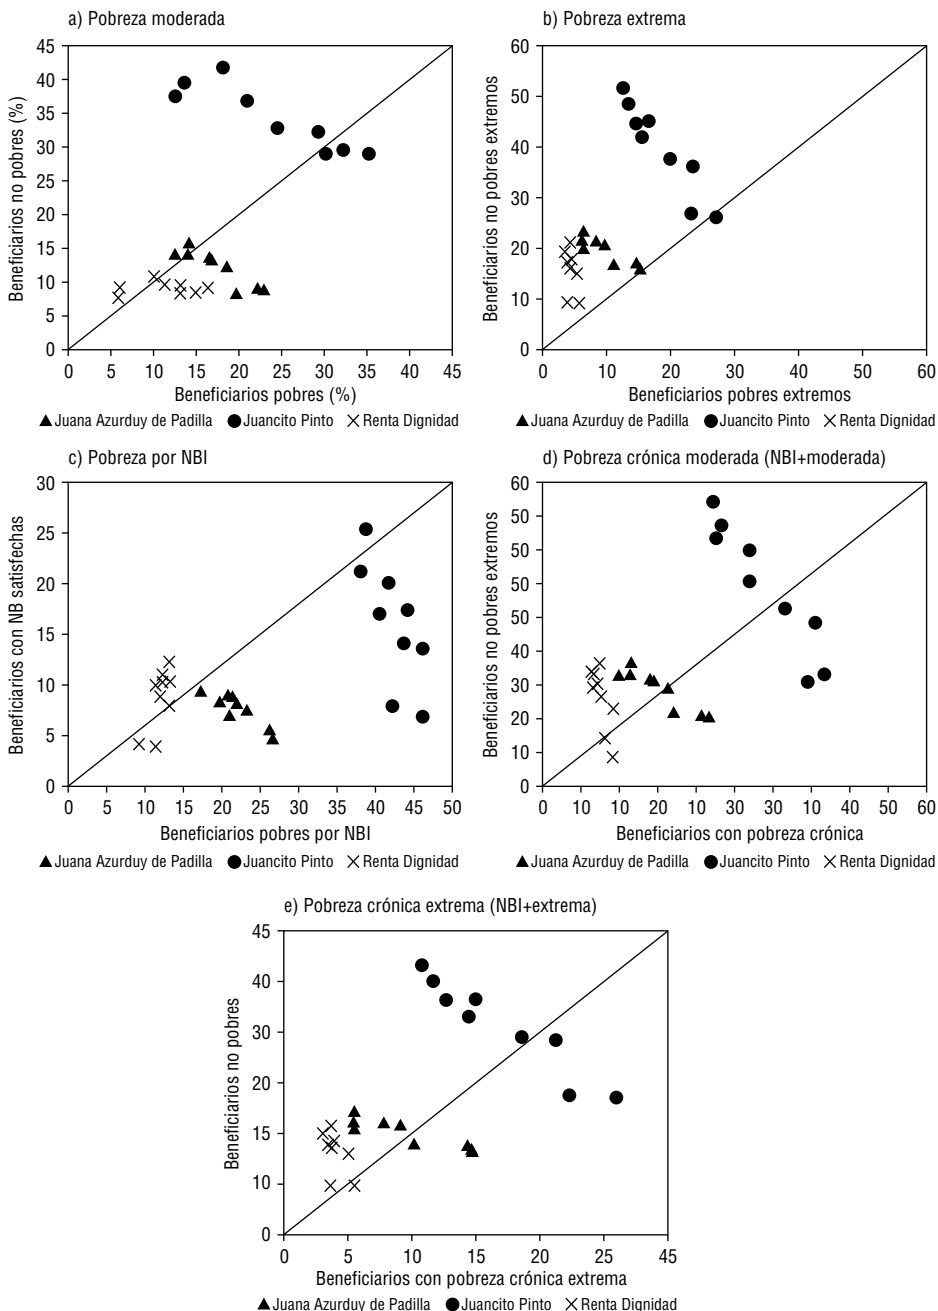 a) Pobreza moderada
Beneficiarios no pobres (%)
45
40
35
30
25
20
15
10
5
0
0 5 10 15 20 25 30 35 40 45
Beneficiarios pobres (%)
Juana Azurduy de Padilla Juancito Pinto Renta Dignidad
b) Pobreza extrema
Beneficiarios no pobres extremos
60
50
40
30
20
10
0
0 10 20 30 40 50 60
Beneficiarios pobres extremos
Juana Azurduy de Padilla Juancito Pinto Renta Dignidad
c) Pobreza por NBI
Beneficiarios con NB satisfechas
30
25
20
15
10
5
0
0 5 10 15 20 25 30 35 40 45 50
Beneficiarios pobres por NBI
Juana Azurduy de Padilla Juancito Pinto Renta Dignidad
d) Pobreza crónica moderada (NBI+moderada)
Beneficiarios no pobres extremos
60
50
50
50
40
30
20
10
0
0 10 10 20 30 30 10 40 60
Beneficiarios con pobreza crónica
Juana Azurduy de Padilla Juancito Pinto Renta Dignidad
e) Pobreza crónica extrema (NBI+extrema)
Beneficiarios no pobres
45
40
30
20
15
10
0
0 5 10 15 20 25 45
Beneficiarios con pobreza crónica extrema
Juana Azurduy de Padilla Juancito Pinto Renta Dignidad